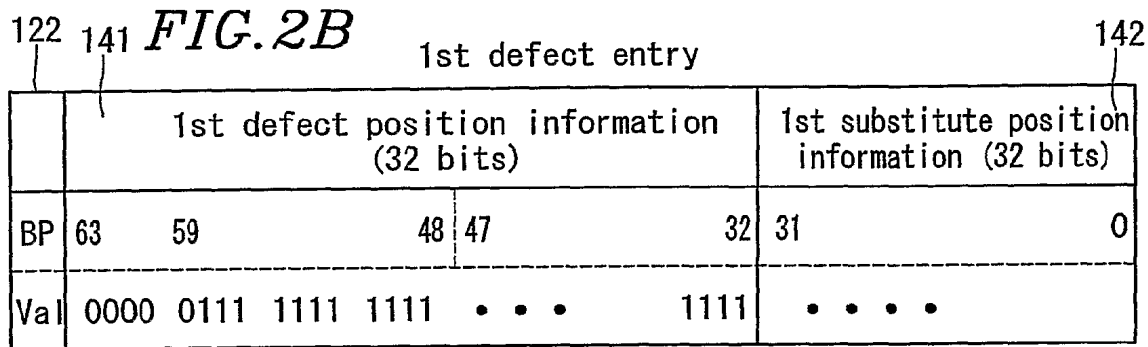 122 141 FIG.2B 1st defect entry 142
1st defect position information
(32 bits)
1st substitute position
information (32 bits)
BP 63 59 48 47 32 31 0
Val 0000 0111 1111 1111 • • • 1111 • • • •